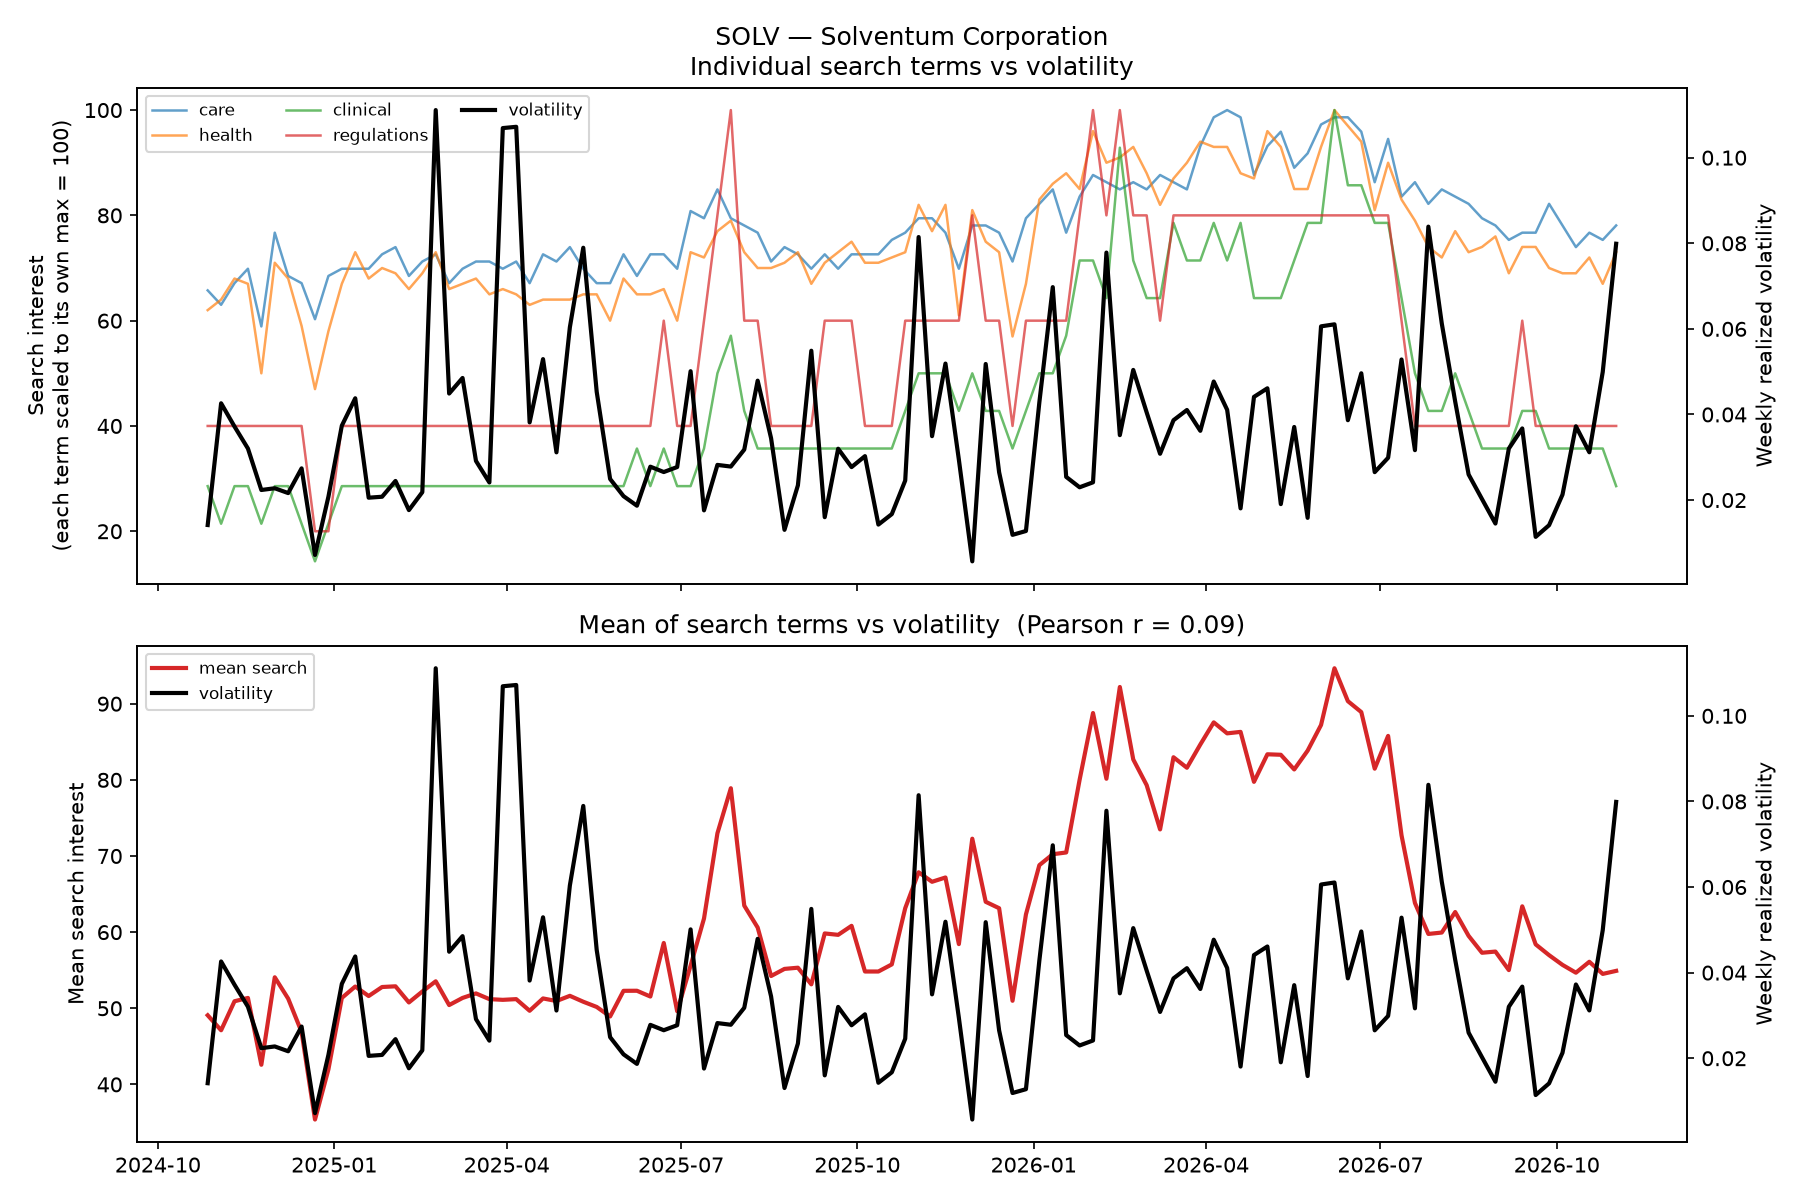 SOLV — Solventum Corporation
Individual search terms vs volatility
care
health
clinical
regulations
volatility
Search interest
(each term scaled to its own max = 100)
100
80
60
40
20
0.10
0.08
0.06
0.04
0.02
Weekly realized volatility
Mean of search terms vs volatility (Pearson r = 0.09)
mean search
volatility
Mean search interest
90
80
70
60
50
40
0.10
0.08
0.06
0.04
0.02
Weekly realized volatility
2024-10
2025-01
2025-04
2025-07
2025-10
2026-01
2026-04
2026-07
2026-10